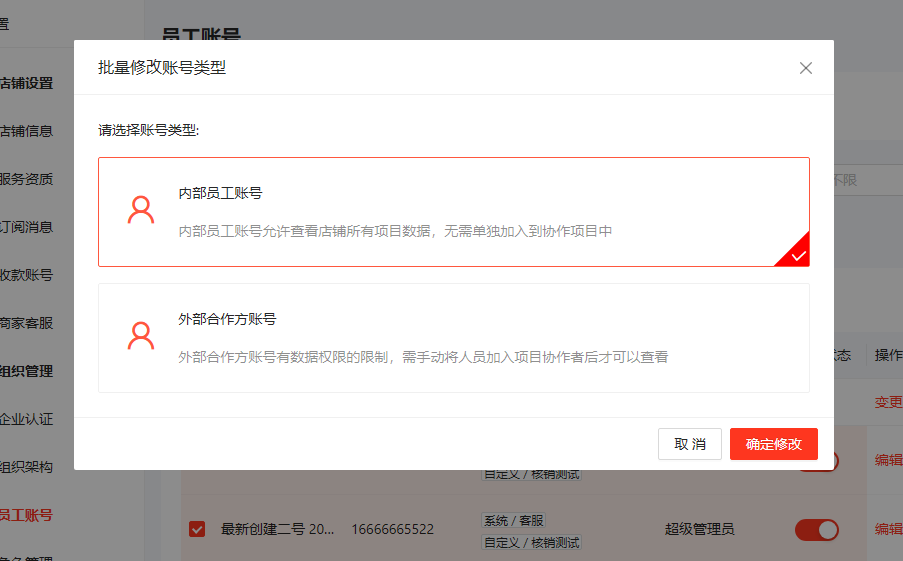 置
员工账号
批量修改账号类型
店铺设置
店铺信息
请选择账号类型:
服务资质
内部员工账号
不限
订阅消息
内部员工账号允许查看店铺所有项目数据，无需单独加入到协作项目中
收款账号
商家客服
外部合作方账号
组织管理
外部合作方账号有数据权限的限制，需手动将人员加入项目协作者后才可以查看
状态
操作
变更
企业认证
取 消
确定修改
组织架构
编辑
自定义 / 核销测试
员工账号
最新创建二号 20...
16666665522
系统 / 客服
自定义 / 核销测试
超级管理员
编辑